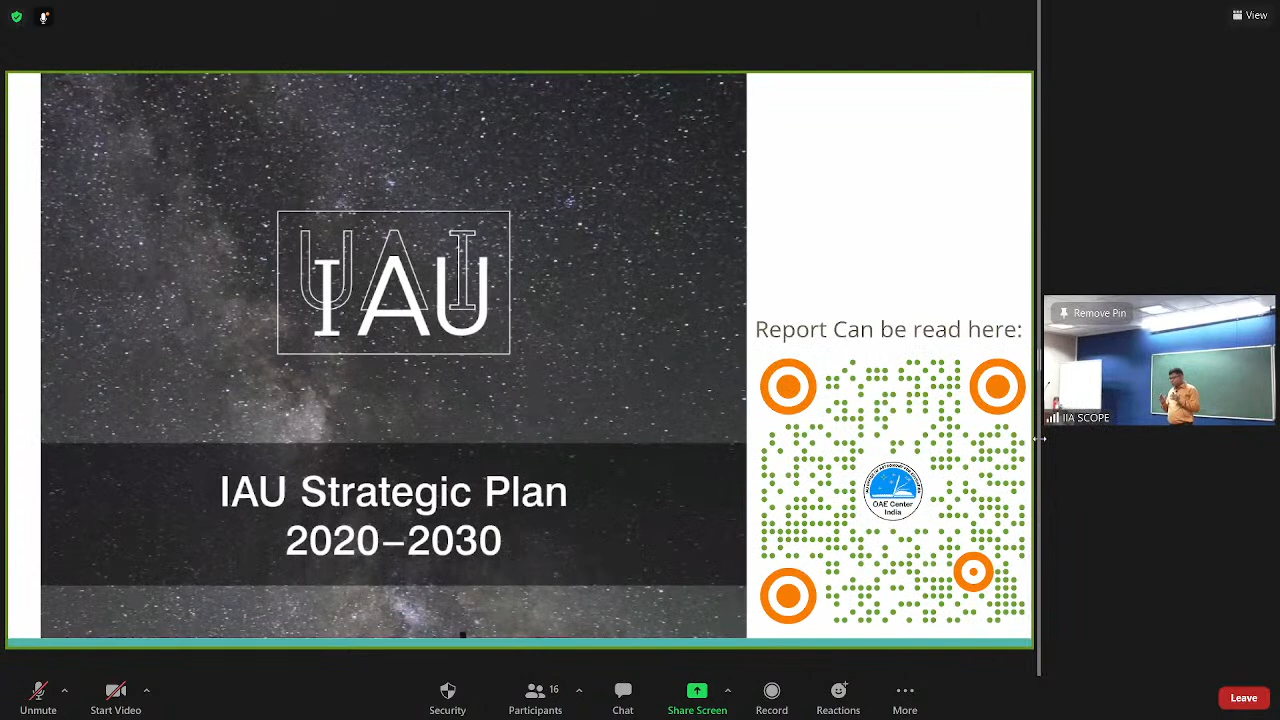 View
IAU
IAU Strategic Plan
2020–2030
Report Can be read here:
OAE Center
India
Remove Pin
IIA SCOPE
Unmute
Start Video
Security
16
Participants
Chat
Share Screen
Record
Reactions
More
Leave